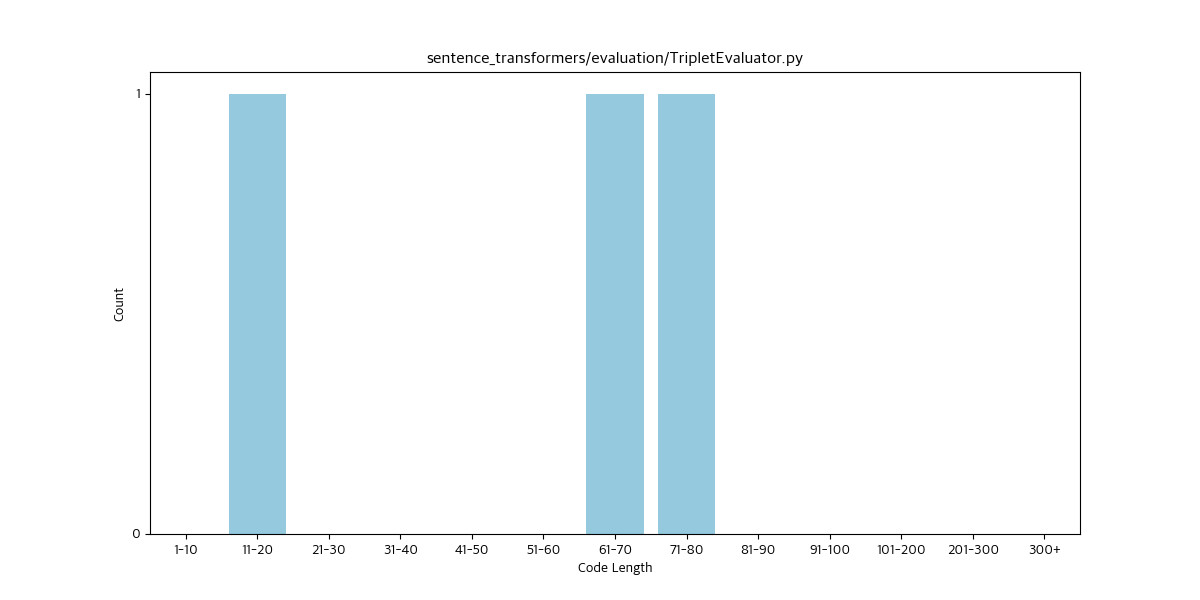 sentence_transformers/evaluation/TripletEvaluator.py
1
Count
0
1-10 11-20 21-30 31-40 41-50 51-60 61-70 71-80 81-90 91-100 101-200 201-300 300+
Code Length